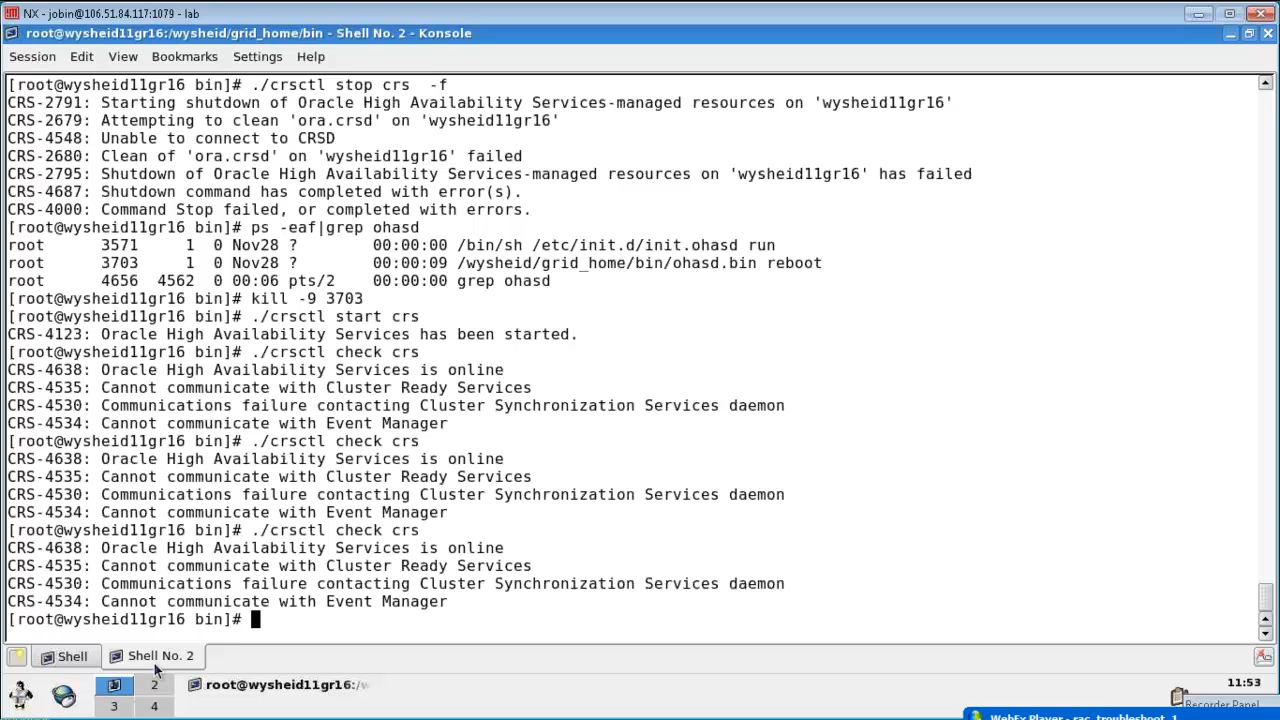 NX - jobin@106.51.84.117:1079 - lab
root@wysheid11gr16:/wysheid/grid_home/bin - Shell No. 2 - Konsole
Session Edit View Bookmarks Settings Help
[root@wysheid11gr16 bin]# ./crsctl stop crs  -f
CRS-2791: Starting shutdown of Oracle High Availability Services-managed resources on 'wysheid11gr16'
CRS-2679: Attempting to clean 'ora.crsd' on 'wysheid11gr16'
CRS-4548: Unable to connect to CRSD
CRS-2680: Clean of 'ora.crsd' on 'wysheid11gr16' failed
CRS-2795: Shutdown of Oracle High Availability Services-managed resources on 'wysheid11gr16' has failed
CRS-4687: Shutdown command has completed with error(s).
CRS-4000: Command Stop failed, or completed with errors.
[root@wysheid11gr16 bin]# ps -eaf|grep ohasd
root      3571     1  0 Nov28 ?        00:00:00 /bin/sh /etc/init.d/init.ohasd run
root      3703     1  0 Nov28 ?        00:00:09 /wysheid/grid_home/bin/ohasd.bin reboot
root      4656  4562  0 00:06 pts/2    00:00:00 grep ohasd
[root@wysheid11gr16 bin]# kill -9 3703
[root@wysheid11gr16 bin]# ./crsctl start crs
CRS-4123: Oracle High Availability Services has been started.
[root@wysheid11gr16 bin]# ./crsctl check crs
CRS-4638: Oracle High Availability Services is online
CRS-4535: Cannot communicate with Cluster Ready Services
CRS-4530: Communications failure contacting Cluster Synchronization Services daemon
CRS-4534: Cannot communicate with Event Manager
[root@wysheid11gr16 bin]# ./crsctl check crs
CRS-4638: Oracle High Availability Services is online
CRS-4535: Cannot communicate with Cluster Ready Services
CRS-4530: Communications failure contacting Cluster Synchronization Services daemon
CRS-4534: Cannot communicate with Event Manager
[root@wysheid11gr16 bin]# ./crsctl check crs
CRS-4638: Oracle High Availability Services is online
CRS-4535: Cannot communicate with Cluster Ready Services
CRS-4530: Communications failure contacting Cluster Synchronization Services daemon
CRS-4534: Cannot communicate with Event Manager
[root@wysheid11gr16 bin]#
Shell Shell No. 2
2 root@wysheid11gr16:/w 11:53
3 4 Recorder Panel
WebEx Player - rac_troubleshoot_1